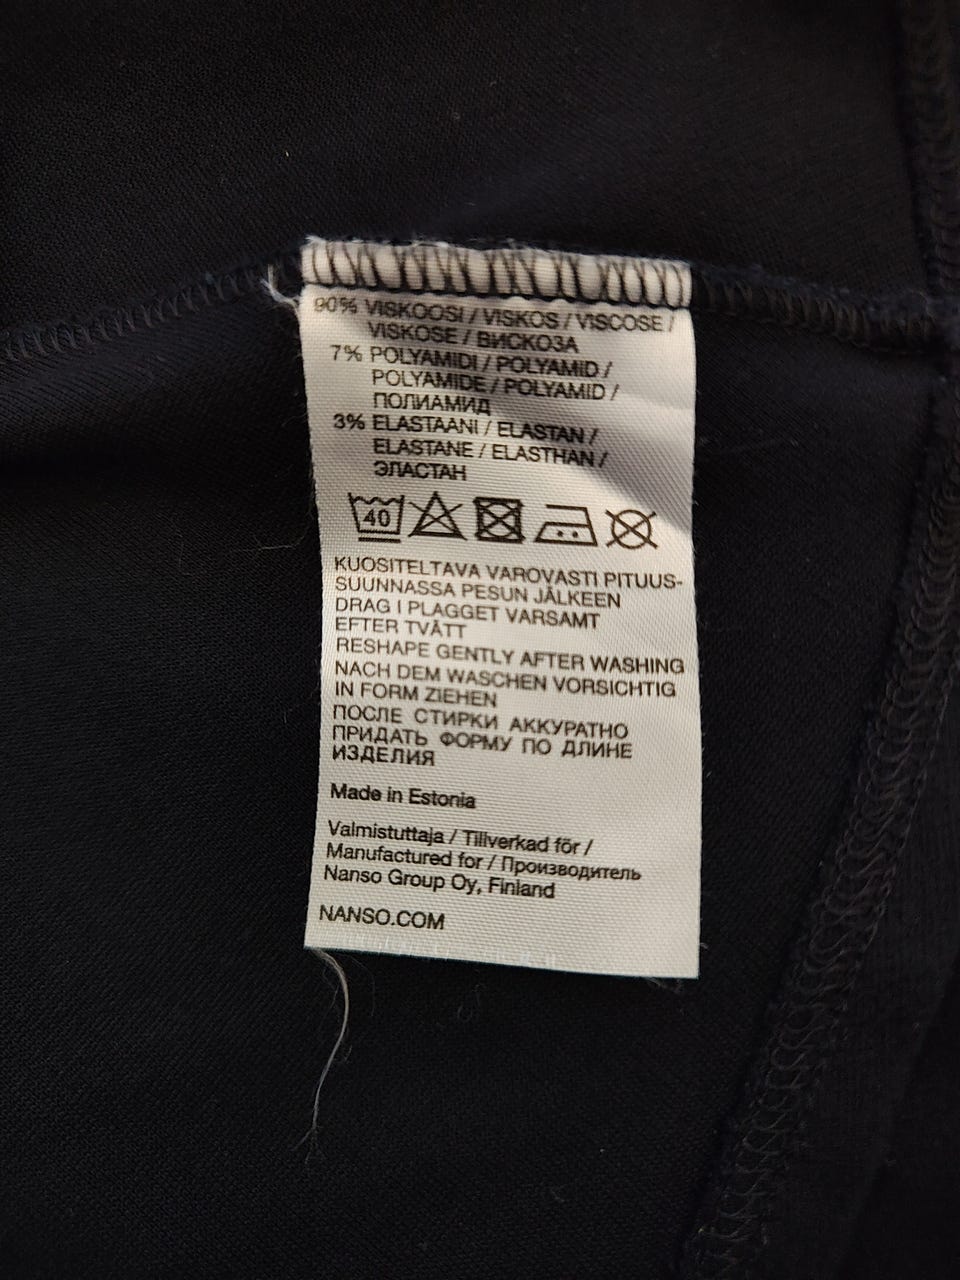 90% VISKOOSI / VISKOS / VISCOSE /
VISKOSE / ВИСКОЗА
7% POLYAMIDI / POLYAMID /
POLYAMIDE / POLYAMID /
ПОЛИАМИД
3% ELASTAANI / ELASTAN /
ELASTANE / ELASTHAN /
ЭЛАСТАН
40
KUOSITELTAVA VAROVASTI PITUUS-
SUUNNASSA PESUN JÄLKEEN
DRAG I PLAGGET VARSAMT
EFTER TVÄTT
RESHAPE GENTLY AFTER WASHING
NACH DEM WASCHEN VORSICHTIG
IN FORM ZIEHEN
ПОСЛЕ СТИРКИ АККУРАТНО
ПРИДАТЬ ФОРМУ ПО ДЛИНЕ
ИЗДЕЛИЯ
Made in Estonia
Valmistuttaja / Tillverkad för /
Manufactured for / Производитель
Nanso Group Oy, Finland
NANSO.COM